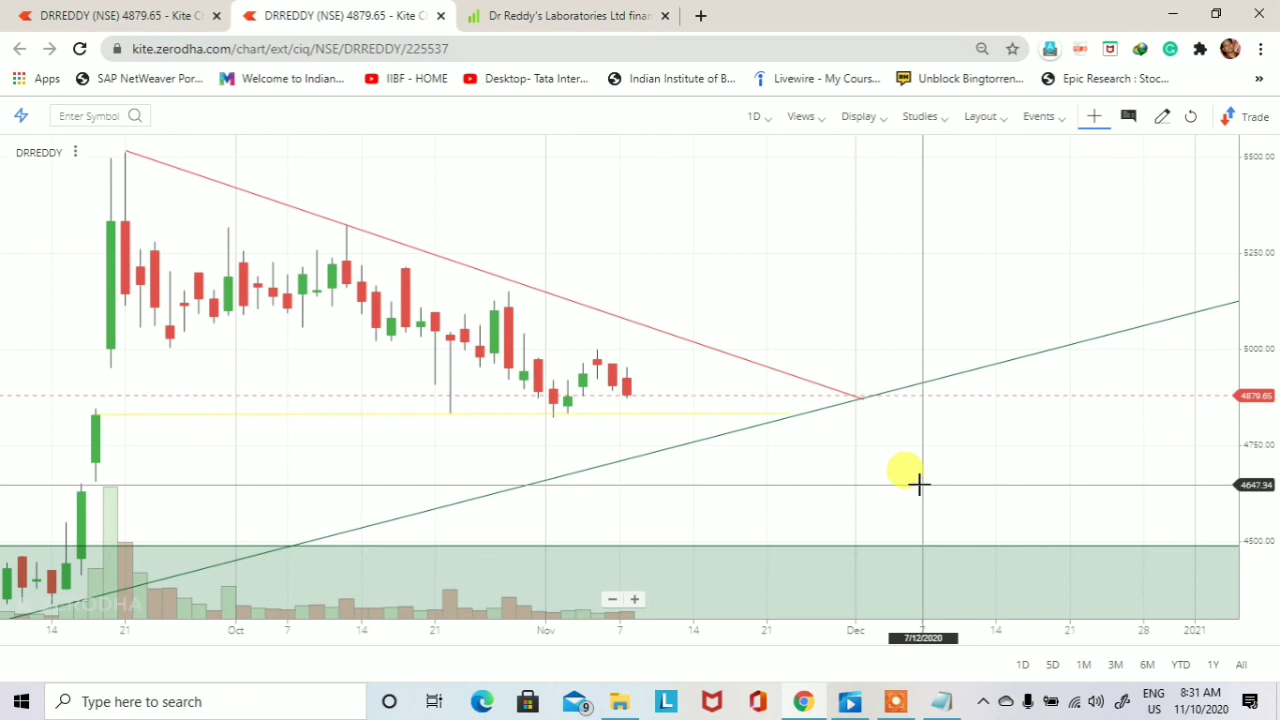 DRREDDY (NSE) 4879.65 - Kite C
DRREDDY (NSE) 4879.65 - Kite C
Dr Reddy's Laboratories Ltd finan
kite.zerodha.com/chart/ext/ciq/NSE/DRREDDY/225537
Apps
SAP NetWeaver Por...
Welcome to Indian...
IIBF - HOME
Desktop- Tata Inter...
Indian Institute of B...
Livewire - My Cours...
Unblock Bingtorren...
Epic Research : Stoc...
»
Enter Symbol
1D
Views
Display
Studies
Layout
Events
Trade
DRREDDY
5500.00
5250.00
5000.00
4879.65
4750.00
4647.34
4500.00
ZERODHA
14
21
Oct
7
14
21
Nov
7
14
21
Dec
7
14
21
28
2021
7/12/2020
1D
5D
1M
3M
6M
YTD
1Y
All
Type here to search
9
ENG
US
8:31 AM
11/10/2020